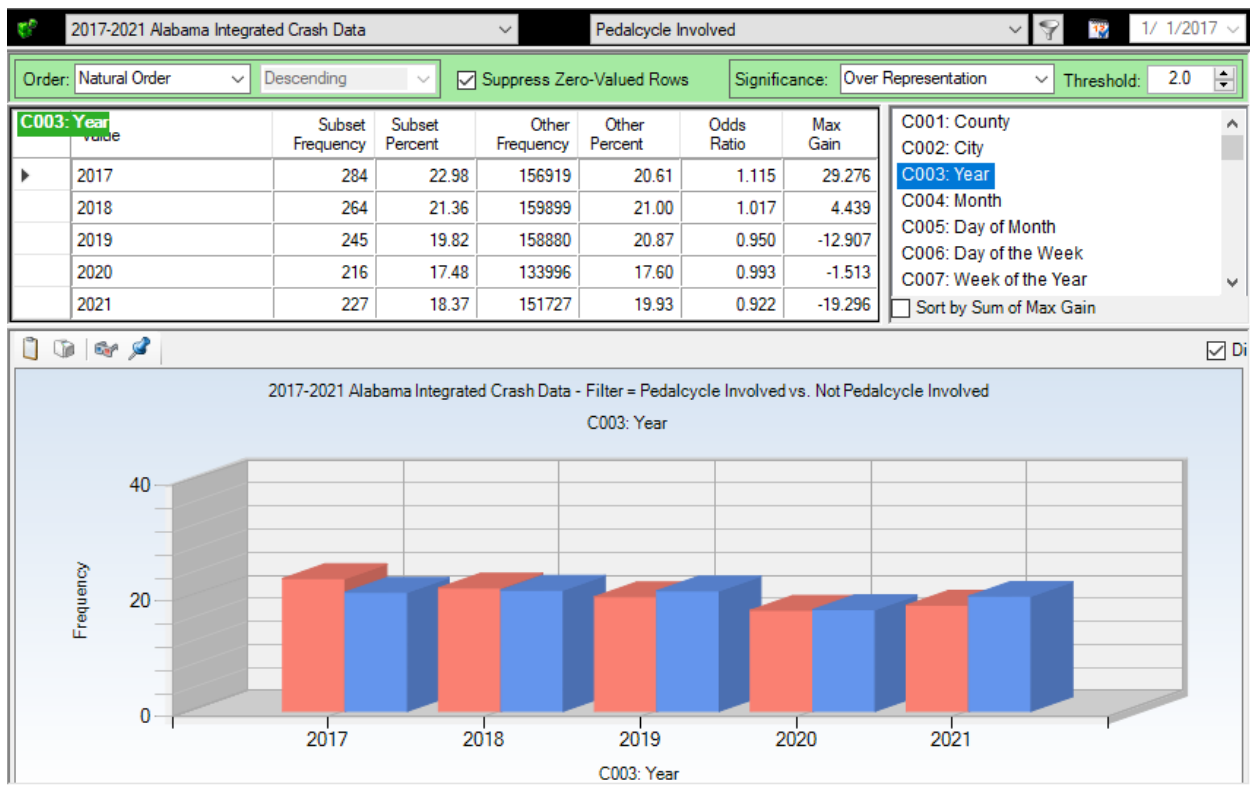 2017-2021 Alabama Integrated Crash Data Pedalcycle Involved 1/ 1/2017
Order: Natural Order Descending Suppress Zero-Valued Rows Significance: Over Representation Threshold: 2.0
C003: Year
Value Subset Frequency Subset Percent Other Frequency Other Percent Odds Ratio Max Gain
2017 284 22.98 156919 20.61 1.115 29.276
2018 264 21.36 159899 21.00 1.017 4.439
2019 245 19.82 158880 20.87 0.950 -12.907
2020 216 17.48 133996 17.60 0.993 -1.513
2021 227 18.37 151727 19.93 0.922 -19.296
C001: County
C002: City
C003: Year
C004: Month
C005: Day of Month
C006: Day of the Week
C007: Week of the Year
Sort by Sum of Max Gain
Di
2017-2021 Alabama Integrated Crash Data - Filter = Pedalcycle Involved vs. Not Pedalcycle Involved
C003: Year
40
20
0
Frequency
2017 2018 2019 2020 2021
C003: Year